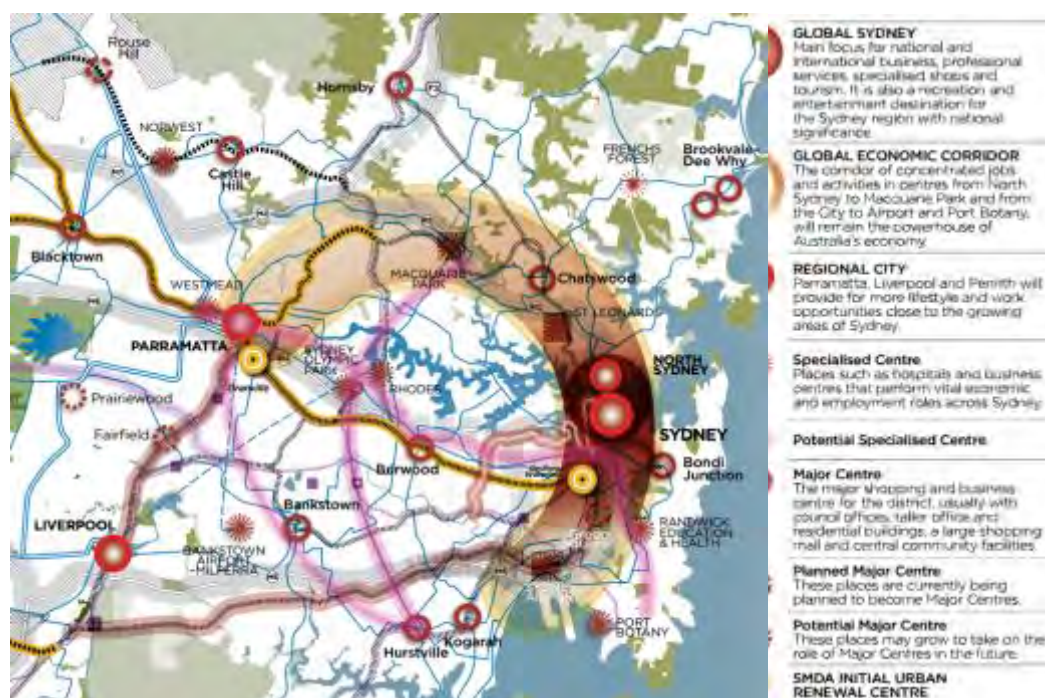 Rouse
Hill
Hornsby
NORWEST
Castle
Hill
FRENCHS
FOREST
Brookvale-
Dee Why
Blacktown
WESTMEAD
MACQUARIE
PARK
Chatswood
ST LEONARDS
PARRAMATTA
SYDNEY
OLYMPIC
PARK
Granville
RHODES
NORTH
SYDNEY
Prairiewood
Fairfield
Burwood
SYDNEY
Bondi
Junction
Bankstown
LIVERPOOL
BANKSTOWN
AIRPORT
-MILPERRA
RANDWICK
EDUCATION
& HEALTH
PORT
BOTANY
Kogarah
Hurstville
GLOBAL SYDNEY
Main focus for national and
international business, professional
services, specialised shops and
tourism. It is also a recreation and
entertainment destination for
the Sydney region with national
significance.
GLOBAL ECONOMIC CORRIDOR
The corridor of concentrated jobs
and activities in centres from North
Sydney to Macquarie Park and from
the City to Airport and Port Botany,
will remain the powerhouse of
Australia's economy.
REGIONAL CITY
Parramatta, Liverpool and Penrith will
provide for more lifestyle and work
opportunities close to the growing
areas of Sydney.
Specialised Centre
Places such as hospitals and business
centres that perform vital economic
and employment roles across Sydney.
Potential Specialised Centre
Major Centre
The major shopping and business
centre for the district, usually with
council offices, taller office and
residential buildings, a large shopping
mall and central community facilities.
Planned Major Centre
These places are currently being
planned to become Major Centres.
Potential Major Centre
These places may grow to take on the
role of Major Centres in the future.
SMDA INITIAL URBAN
RENEWAL CENTRE